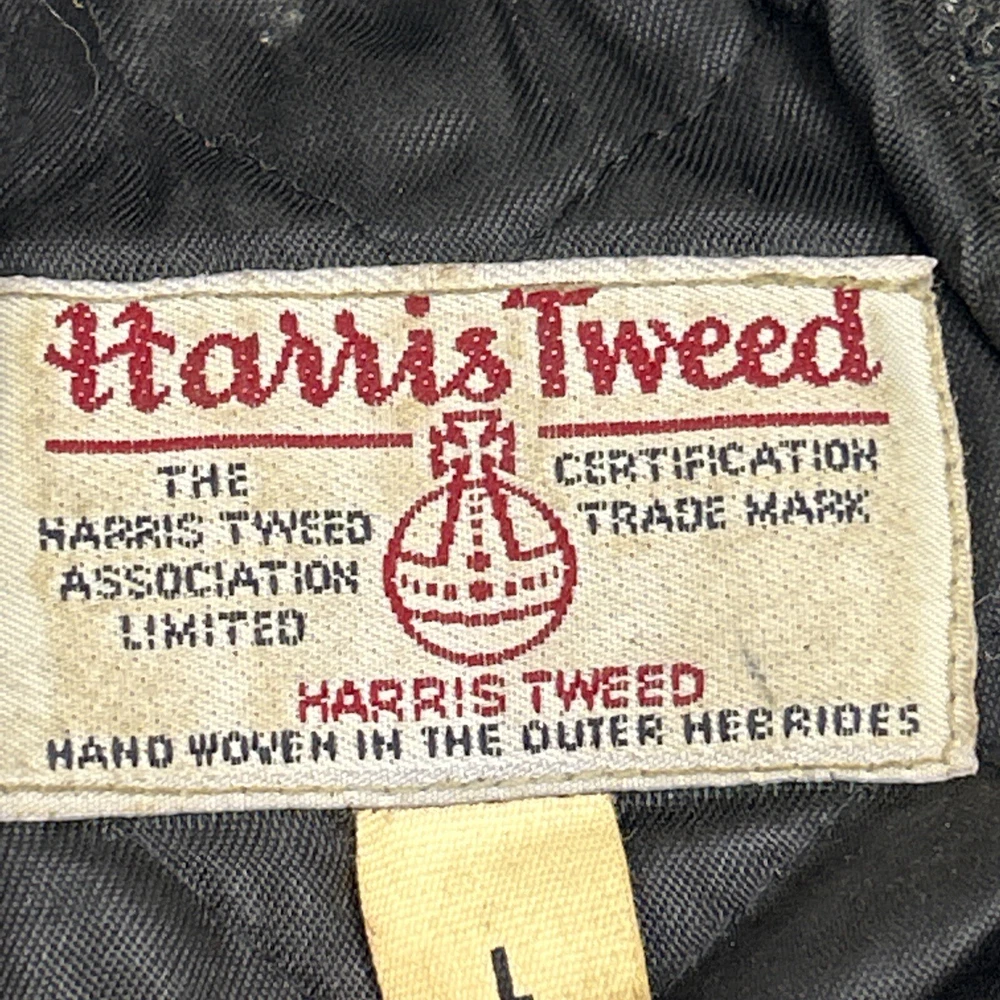 Harris Tweed
THE
HARRIS TWEED
ASSOCIATION
LIMITED
CERTIFICATION
TRADE MARK
HARRIS TWEED
HAND WOVEN IN THE OUTER HEBRIDES
L